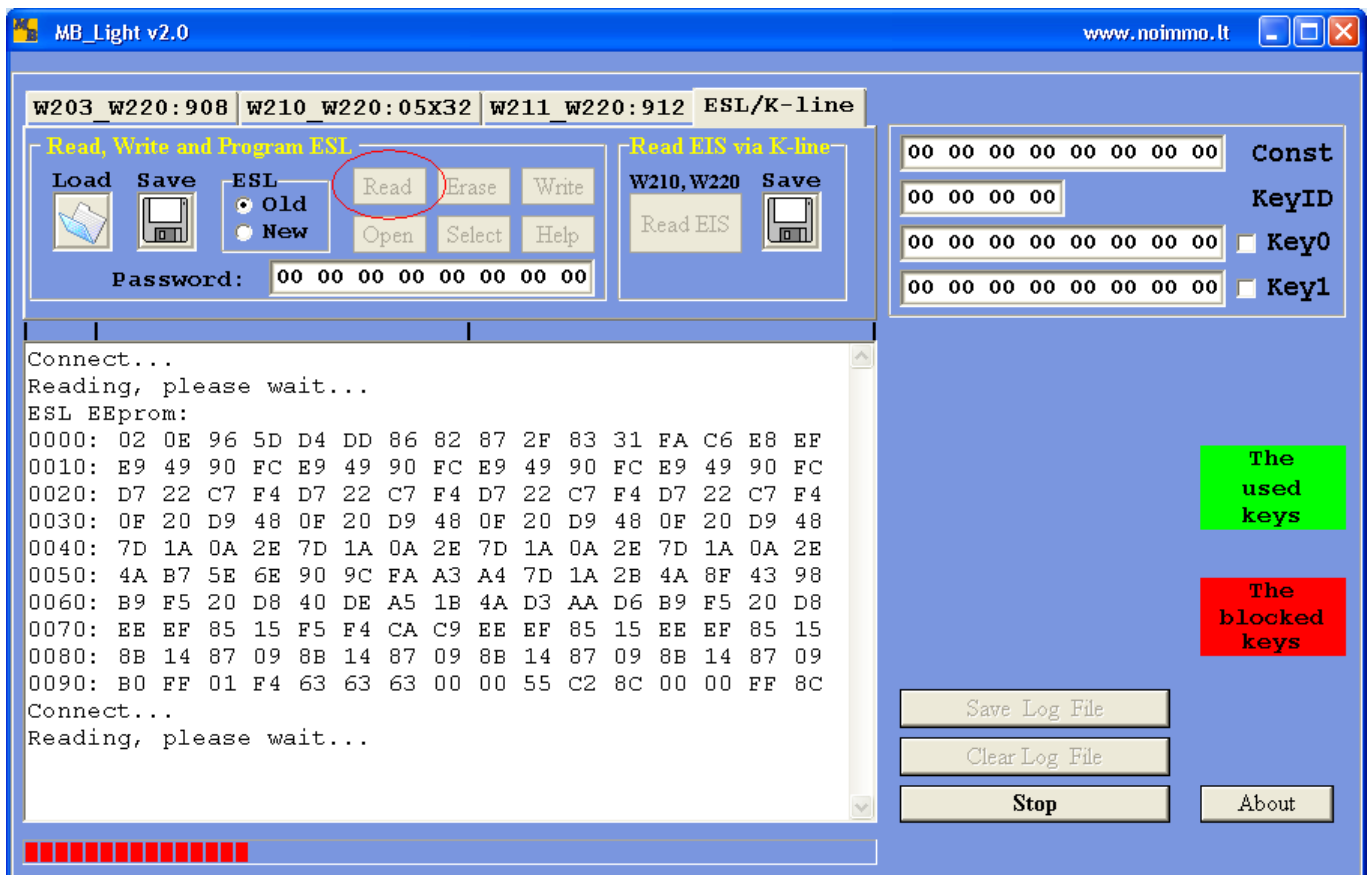 MB_Light v2.0 www.noimmo.lt
W203_W220:908 W210_W220:05X32 W211_W220:912 ESL/K-line
Read, Write and Program ESL
Load Save ESL
Old
New
Read Erase Write
Open Select Help
Password: 00 00 00 00 00 00 00 00
Read EIS via K-line
W210, W220 Save
Read EIS
00 00 00 00 00 00 00 00 Const
00 00 00 00 KeyID
00 00 00 00 00 00 00 00 Key0
00 00 00 00 00 00 00 00 Key1
Connect...
Reading, please wait...
ESL EEprom:
0000: 02 0E 96 5D D4 DD 86 82 87 2F 83 31 FA C6 E8 EF
0010: E9 49 90 FC E9 49 90 FC E9 49 90 FC E9 49 90 FC
0020: D7 22 C7 F4 D7 22 C7 F4 D7 22 C7 F4 D7 22 C7 F4
0030: 0F 20 D9 48 0F 20 D9 48 0F 20 D9 48 0F 20 D9 48
0040: 7D 1A 0A 2E 7D 1A 0A 2E 7D 1A 0A 2E 7D 1A 0A 2E
0050: 4A B7 5E 6E 90 9C FA A3 A4 7D 1A 2B 4A 8F 43 98
0060: B9 F5 20 D8 40 DE A5 1B 4A D3 AA D6 B9 F5 20 D8
0070: EE EF 85 15 F5 F4 CA C9 EE EF 85 15 EE EF 85 15
0080: 8B 14 87 09 8B 14 87 09 8B 14 87 09 8B 14 87 09
0090: B0 FF 01 F4 63 63 63 00 00 55 C2 8C 00 00 FF 8C
Connect...
Reading, please wait...
The
used
keys
The
blocked
keys
Save Log File
Clear Log File
Stop About